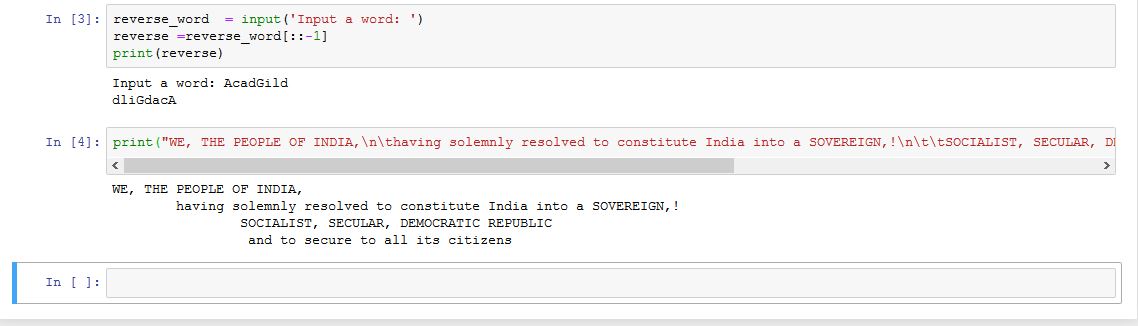 In [3]: reverse_word  = input('Input a word: ')
reverse =reverse_word[::-1]
print(reverse)
Input a word: AcadGild
dliGdacA
In [4]: print("WE, THE PEOPLE OF INDIA,\n\thaving solemnly resolved to constitute India into a SOVEREIGN,!\n\t\tSOCIALIST, SECULAR,
WE, THE PEOPLE OF INDIA,
        having solemnly resolved to constitute India into a SOVEREIGN,!
                SOCIALIST, SECULAR, DEMOCRATIC REPUBLIC
                 and to secure to all its citizens
In [ ]: